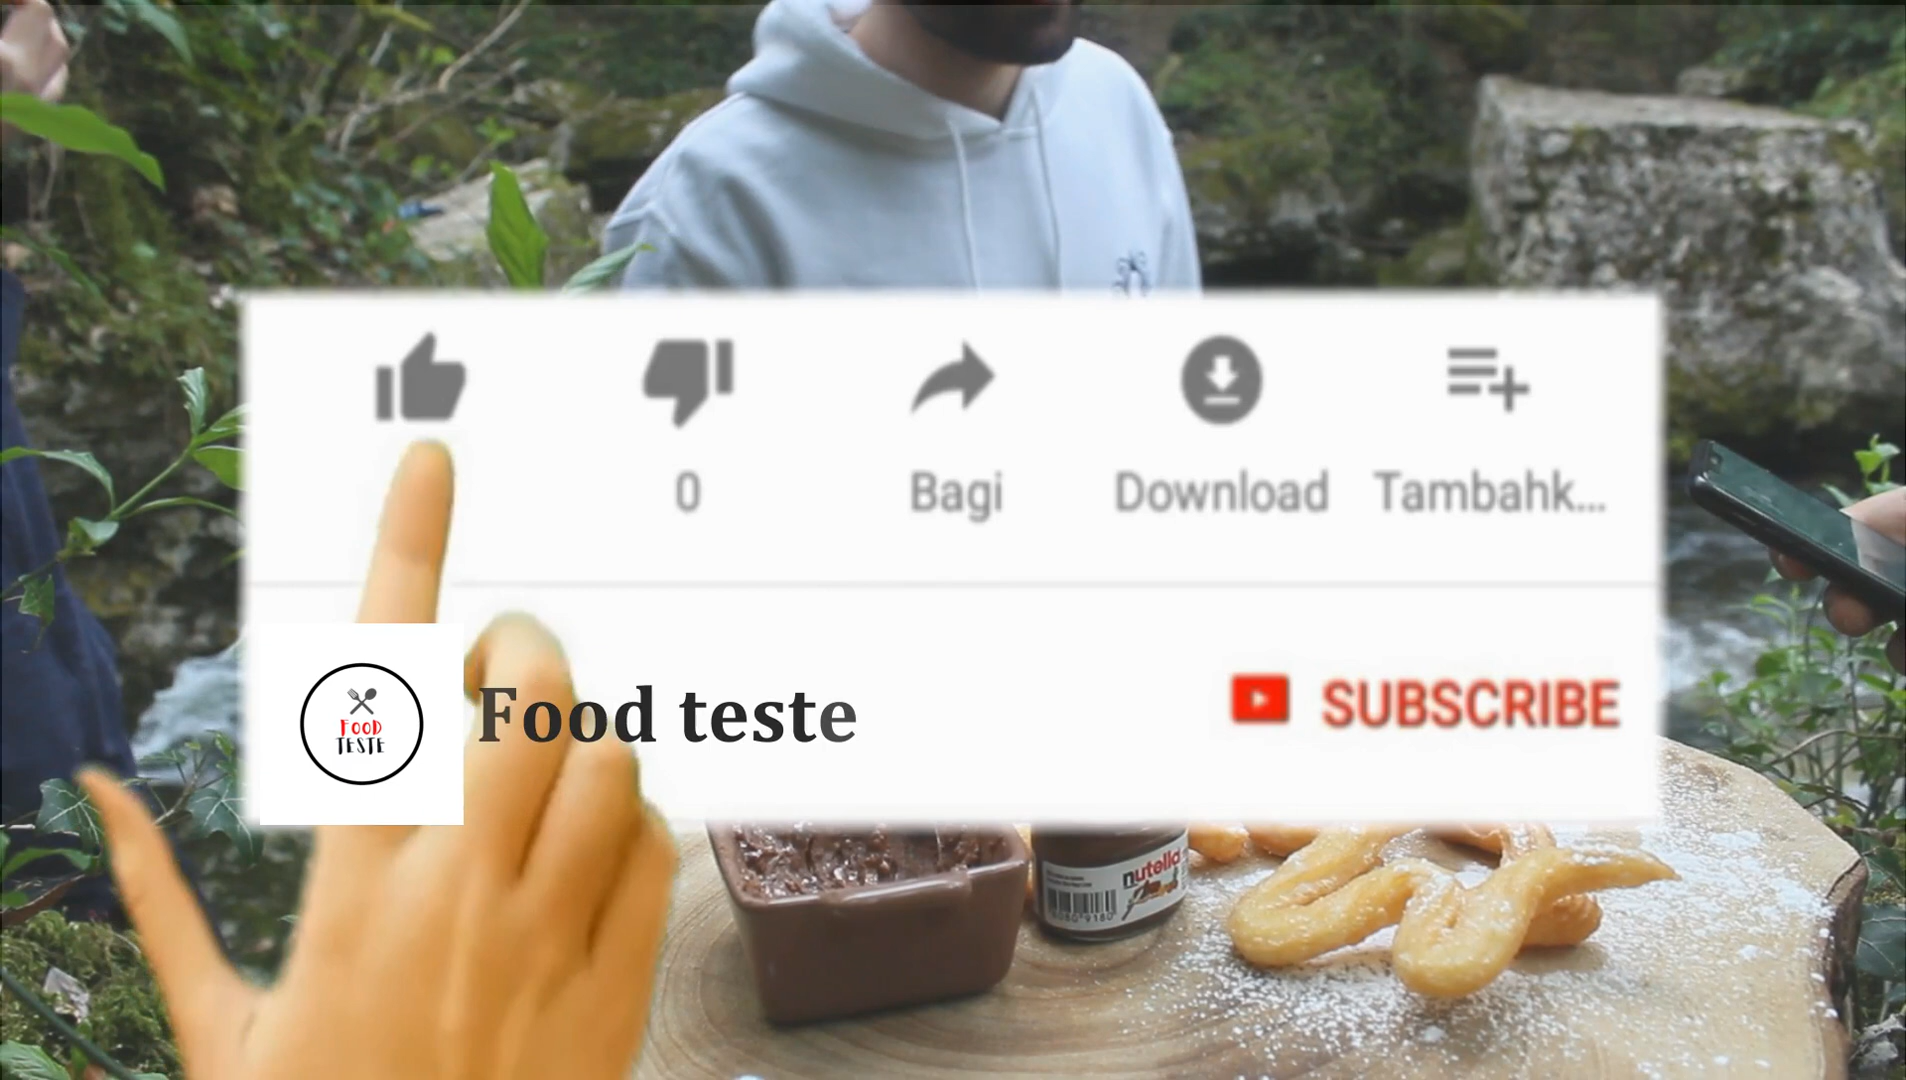 0
Bagi
Download
Tambahk...
FOOD
TESTE
Food teste
SUBSCRIBE
nutella